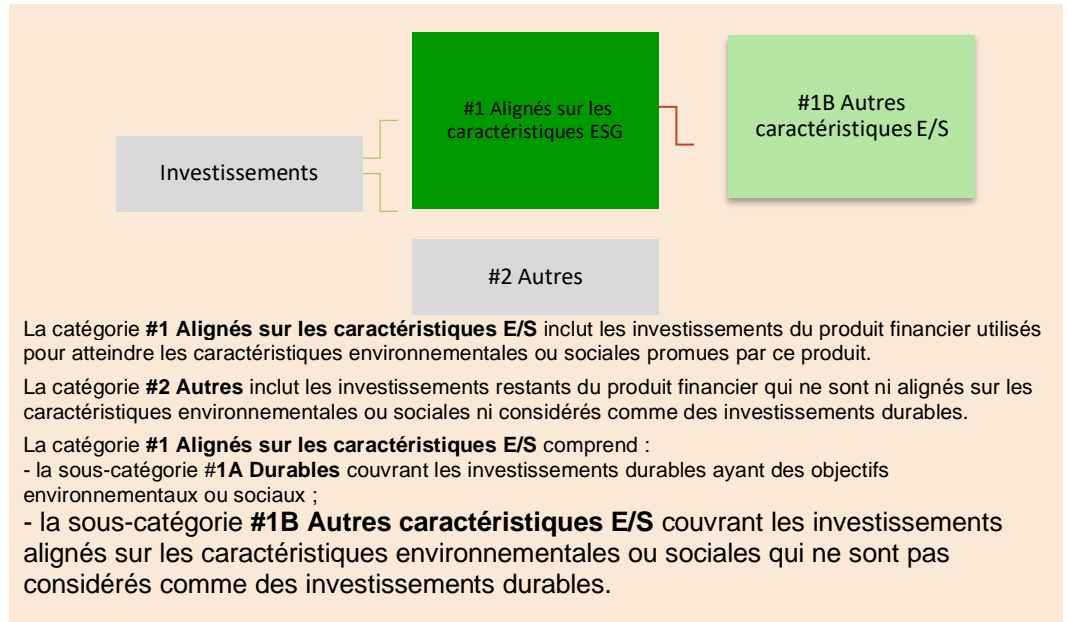 #1 Alignés sur les
caractéristiques ESG
#1B Autres
caractéristiques E/S
Investissements
#2 Autres
La catégorie #1 Alignés sur les caractéristiques E/S inclut les investissements du produit financier utilisés
pour atteindre les caractéristiques environnementales ou sociales promues par ce produit.
La catégorie #2 Autres inclut les investissements restants du produit financier qui ne sont ni alignés sur les
caractéristiques environnementales ou sociales ni considérés comme des investissements durables.
La catégorie #1 Alignés sur les caractéristiques E/S comprend :
- la sous-catégorie #1A Durables couvrant les investissements durables ayant des objectifs
environnementaux ou sociaux ;
- la sous-catégorie #1B Autres caractéristiques E/S couvrant les investissements
alignés sur les caractéristiques environnementales ou sociales qui ne sont pas
considérés comme des investissements durables.